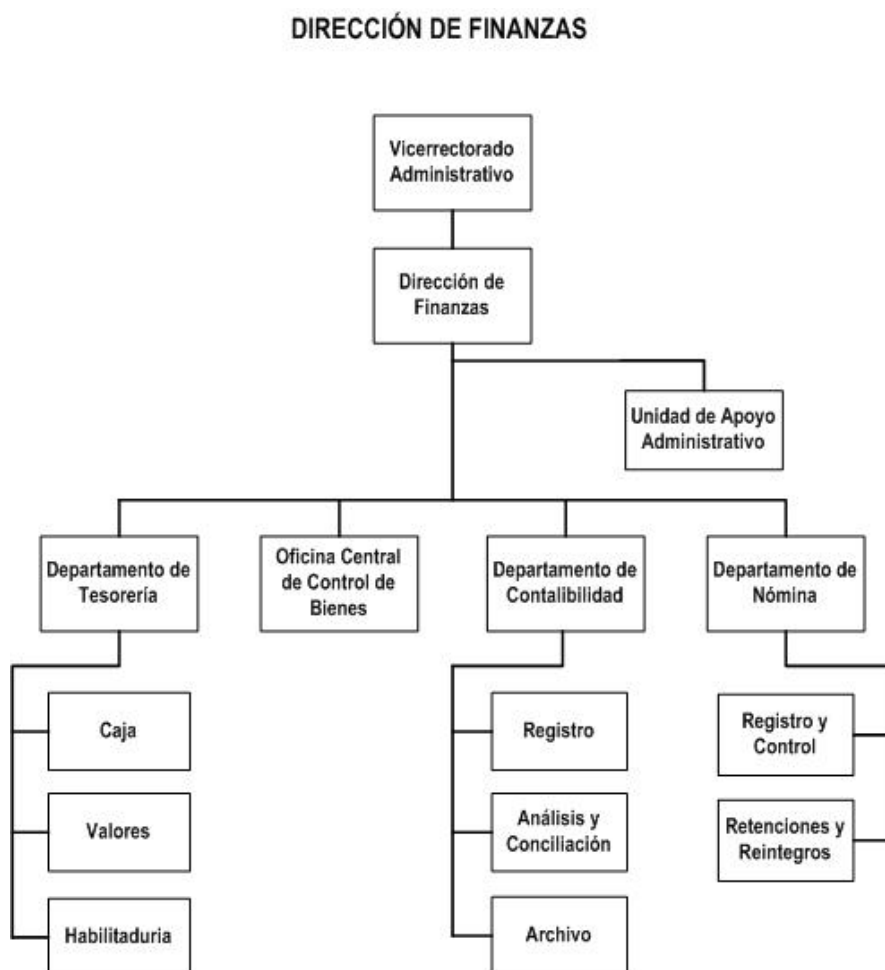 DIRECCIÓN DE FINANZAS
Vicerrectorado
Administrativo
Dirección de
Finanzas
Unidad de Apoyo
Administrativo
Departamento de
Tesorería
Oficina Central
de Control de
Bienes
Departamento de
Contalibilidad
Departamento de
Nómina
Caja
Valores
Habilitaduria
Registro
Análisis y
Conciliación
Archivo
Registro y
Control
Retenciones y
Reintegros